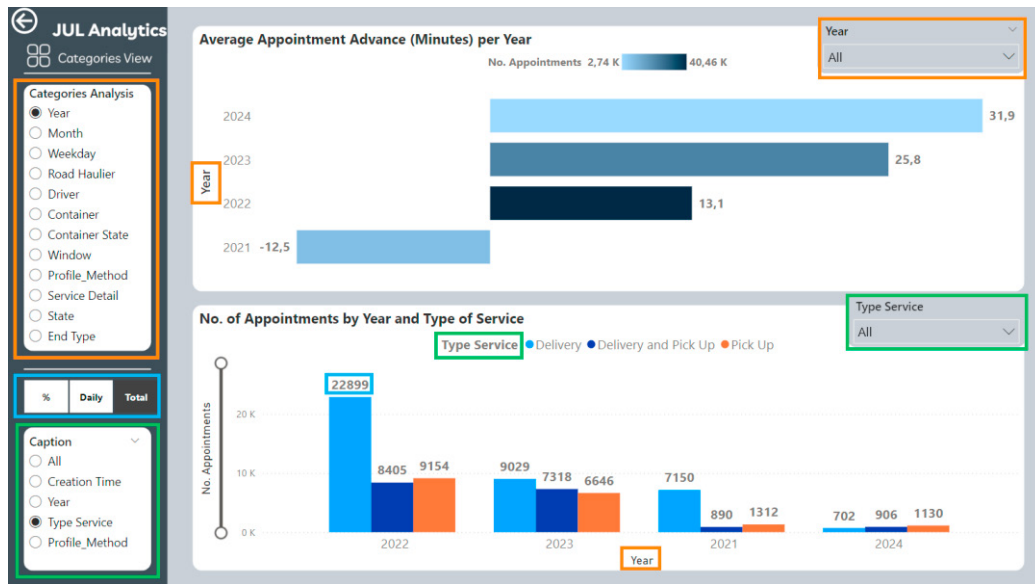 JUL Analytics
Categories View
Categories Analysis
Year
Month
Weekday
Road Haulier
Driver
Container
Container State
Window
Profile_Method
Service Detail
State
End Type
% Daily Total
Caption
All
Creation Time
Year
Type Service
Profile_Method
Average Appointment Advance (Minutes) per Year
No. Appointments 2,74 K 40,46 K
Year
All
Year
2024 31,9
2023 25,8
2022 13,1
2021 -12,5
No. of Appointments by Year and Type of Service
Type Service
All
Type Service Delivery Delivery and Pick Up Pick Up
No. Appointments
20 K
10 K
0 K
22899 8405 9154
9029 7318 6646
7150 890 1312
702 906 1130
2022 2023 2021 2024
Year